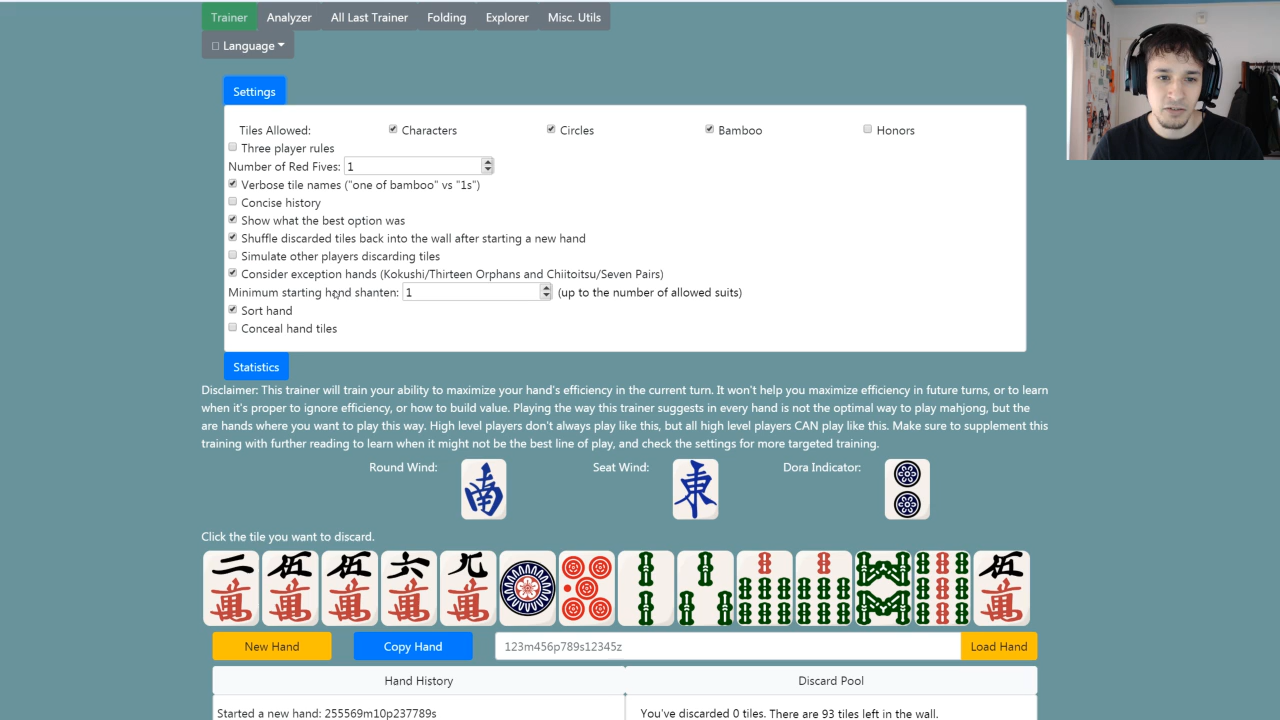 Trainer Analyzer All Last Trainer Folding Explorer Misc. Utils
Language
Settings
Tiles Allowed: Characters Circles Bamboo Honors
Three player rules
Number of Red Fives: 1
Verbose tile names ("one of bamboo" vs "1s")
Concise history
Show what the best option was
Shuffle discarded tiles back into the wall after starting a new hand
Simulate other players discarding tiles
Consider exception hands (Kokushi/Thirteen Orphans and Chiitoitsu/Seven Pairs)
Minimum starting hand shanten: 1 (up to the number of allowed suits)
Sort hand
Conceal hand tiles
Statistics
Disclaimer: This trainer will train your ability to maximize your hand's efficiency in the current turn. It won't help you maximize efficiency in future turns, or to learn
when it's proper to ignore efficiency, or how to build value. Playing the way this trainer suggests in every hand is not the optimal way to play mahjong, but the
are hands where you want to play this way. High level players don't always play like this, but all high level players CAN play like this. Make sure to supplement this
training with further reading to learn when it might not be the best line of play, and check the settings for more targeted training.
Round Wind: 南 Seat Wind: 東 Dora Indicator:
Click the tile you want to discard.
二萬 伍萬 伍萬 六萬 九萬 伍萬
New Hand Copy Hand 123m456p789s12345z Load Hand
Hand History Discard Pool
Started a new hand: 255569m10p237789s You've discarded 0 tiles. There are 93 tiles left in the wall.